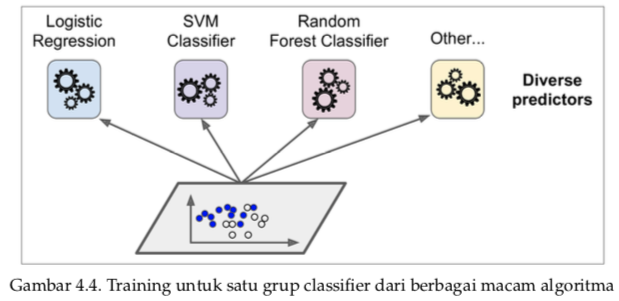 Logistic
Regression
SVM
Classifier
Random
Forest Classifier
Other...
Diverse
predictors
Gambar 4.4. Training untuk satu grup classifier dari berbagai macam algoritma